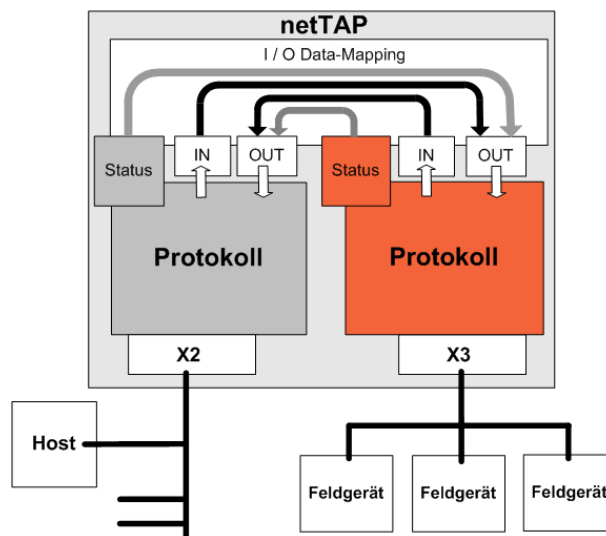 netTAP
I / O Data-Mapping
Status
IN
OUT
Status
IN
OUT
Protokoll
Protokoll
X2
X3
Host
Feldgerät
Feldgerät
Feldgerät